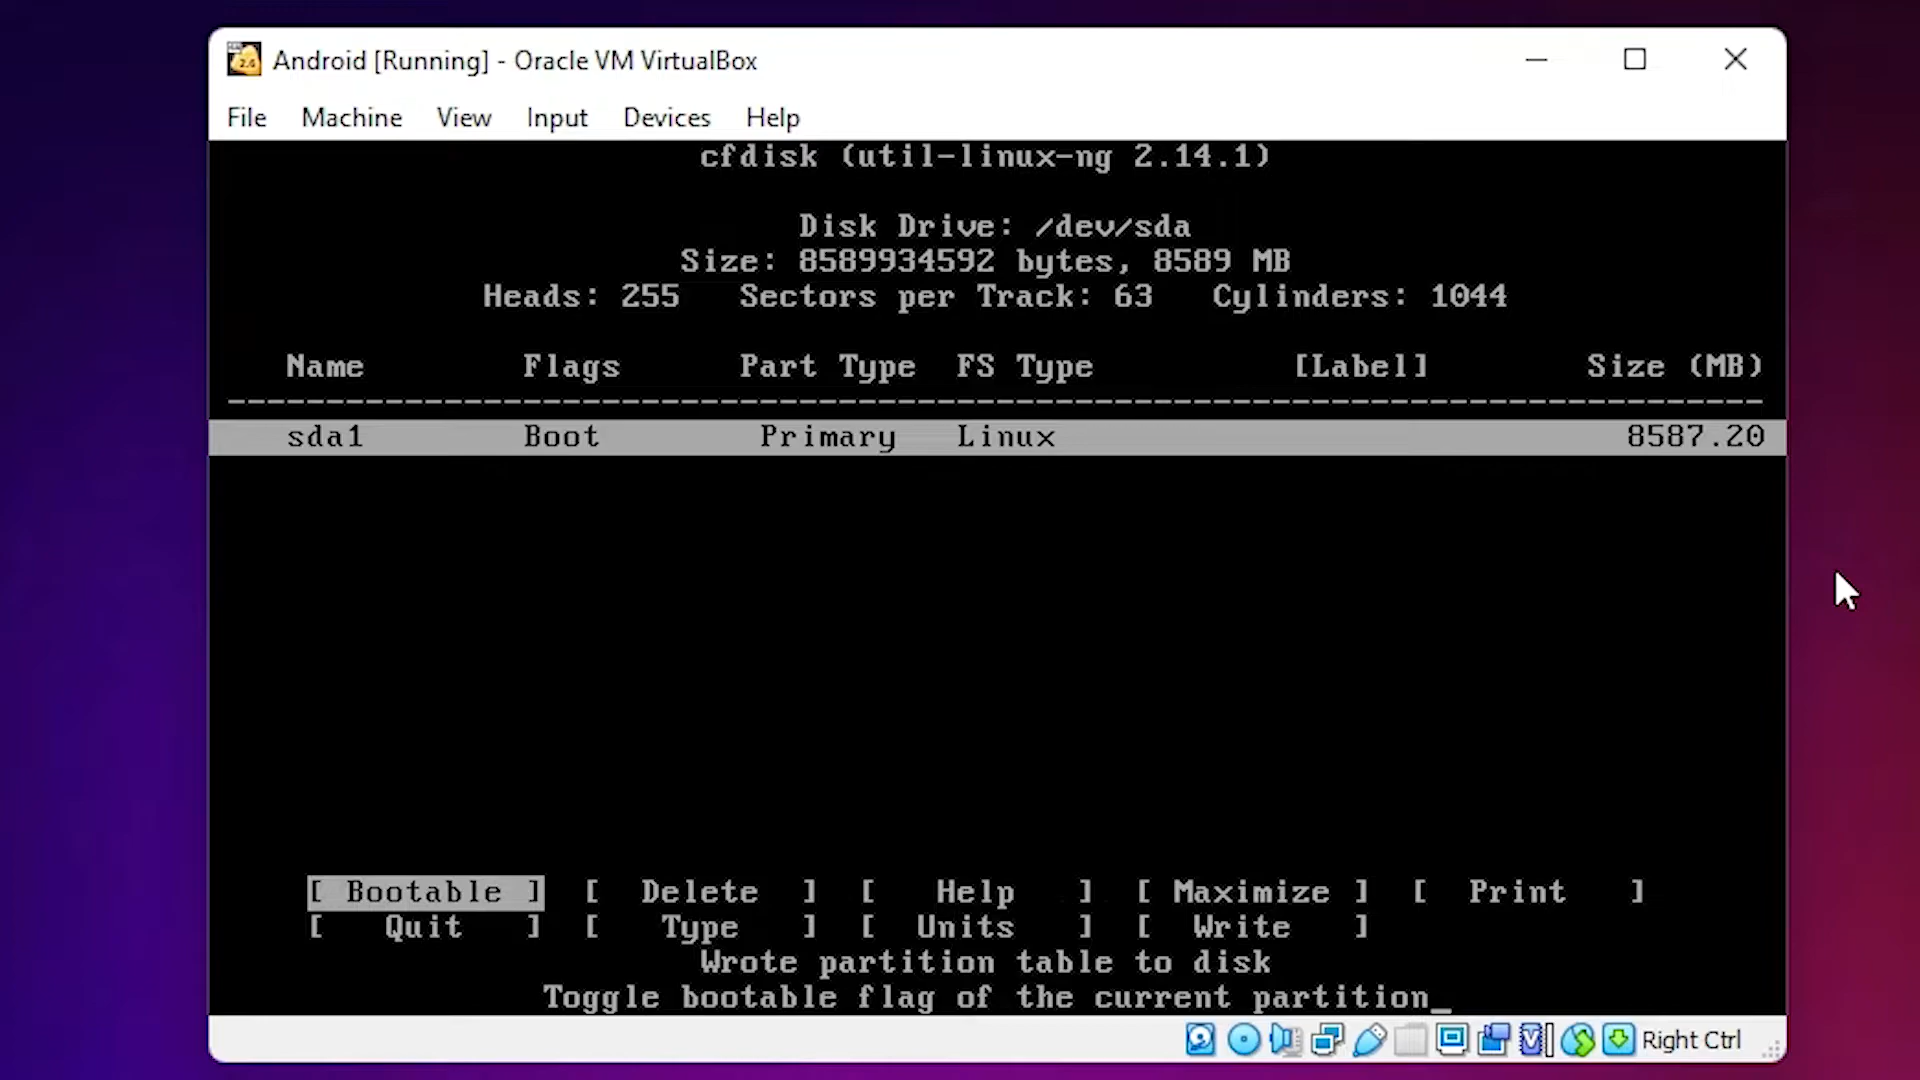 Android [Running] - Oracle VM VirtualBox
File Machine View Input Devices Help
cfdisk (util-linux-ng 2.14.1)
Disk Drive: /dev/sda
Size: 8589934592 bytes, 8589 MB
Heads: 255 Sectors per Track: 63 Cylinders: 1044
Name Flags Part Type FS Type [Label] Size (MB)
sda1 Boot Primary Linux 8587.20
[ Bootable ] [ Delete ] [ Help ] [ Maximize ] [ Print ]
[ Quit ] [ Type ] [ Units ] [ Write ]
Wrote partition table to disk
Toggle bootable flag of the current partition_
Right Ctrl